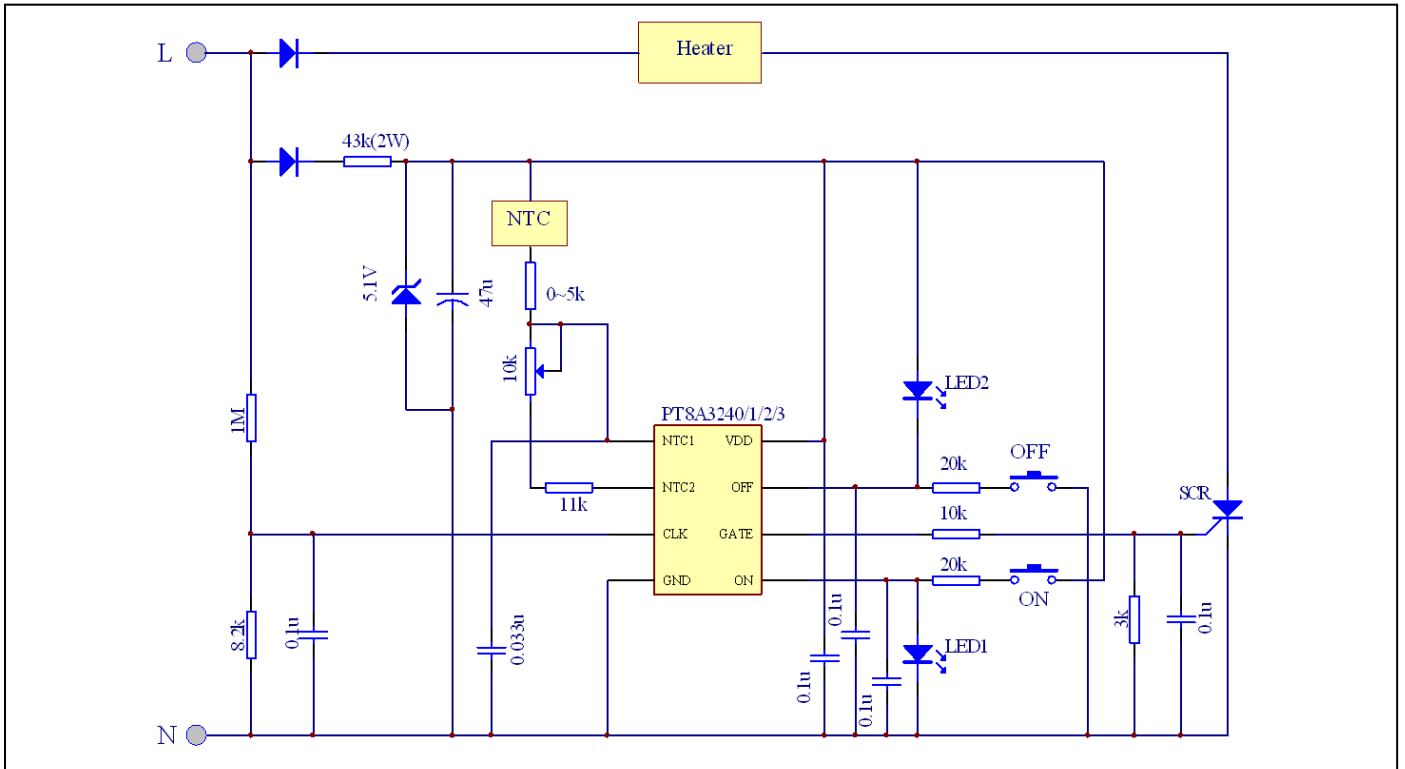 L
Heater
43k(2W)
NTC
5.1V
47u
0~5k
10k
LED2
1M
PT8A3240/1/2/3
NTC1
VDD
OFF
20k
NTC2
OFF
11k
SCR
10k
CLK
GATE
20k
GND
ON
ON
8.2k
0.1u
0.033u
0.1u
3k
0.1u
LED1
0.1u
0.1u
N